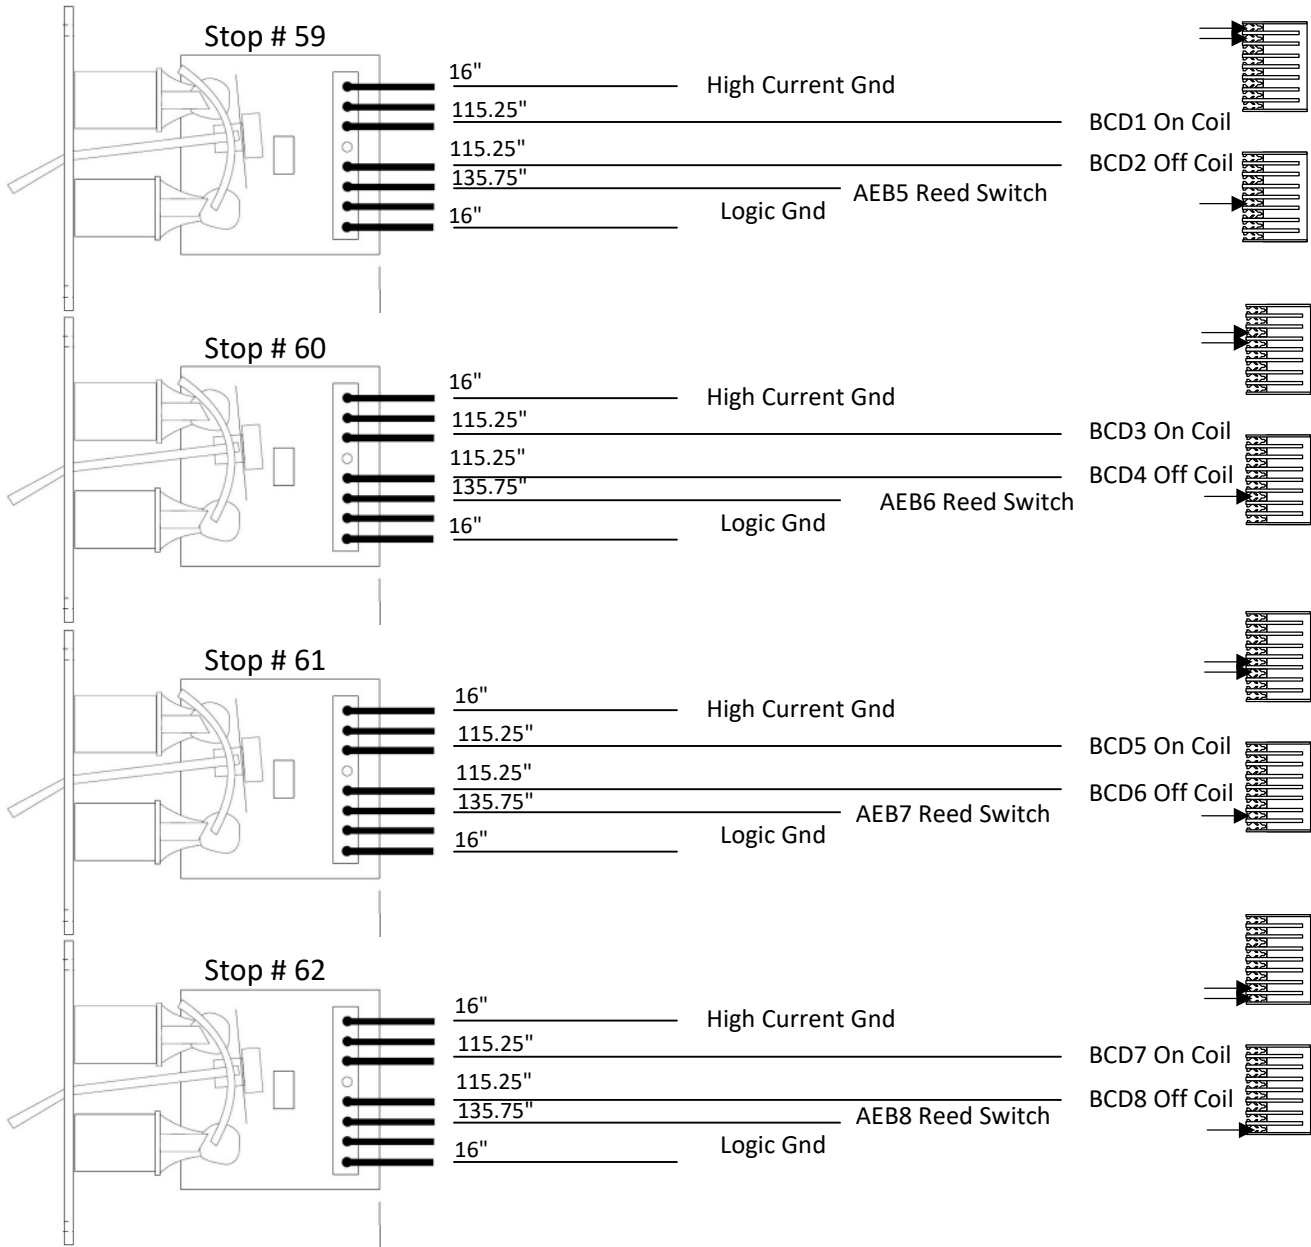 Stop # 59
16"
High Current Gnd
115.25"
BCD1 On Coil
115.25"
BCD2 Off Coil
135.75"
AEB5 Reed Switch
16"
Logic Gnd
Stop # 60
16"
High Current Gnd
115.25"
BCD3 On Coil
115.25"
BCD4 Off Coil
135.75"
AEB6 Reed Switch
16"
Logic Gnd
Stop # 61
16"
High Current Gnd
115.25"
BCD5 On Coil
115.25"
BCD6 Off Coil
135.75"
AEB7 Reed Switch
16"
Logic Gnd
Stop # 62
16"
High Current Gnd
115.25"
BCD7 On Coil
115.25"
BCD8 Off Coil
135.75"
AEB8 Reed Switch
16"
Logic Gnd